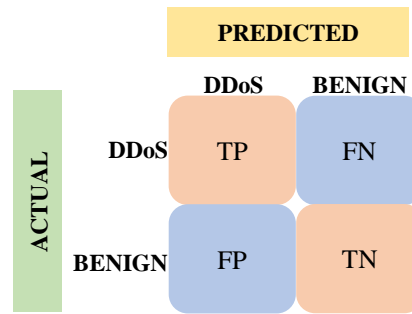 PREDICTED
DDoS BENIGN
ACTUAL
DDoS TP FN
BENIGN FP TN